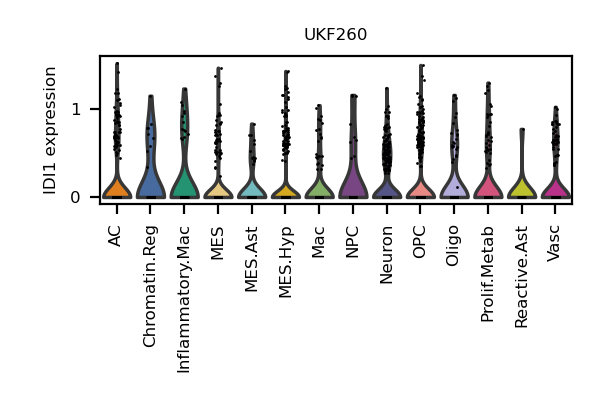 UKF260
IDI1 expression
1
0
AC
Chromatin.Reg
Inflammatory.Mac
MES
MES.Ast
MES.Hyp
Mac
NPC
Neuron
OPC
Oligo
Prolif.Metab
Reactive.Ast
Vasc